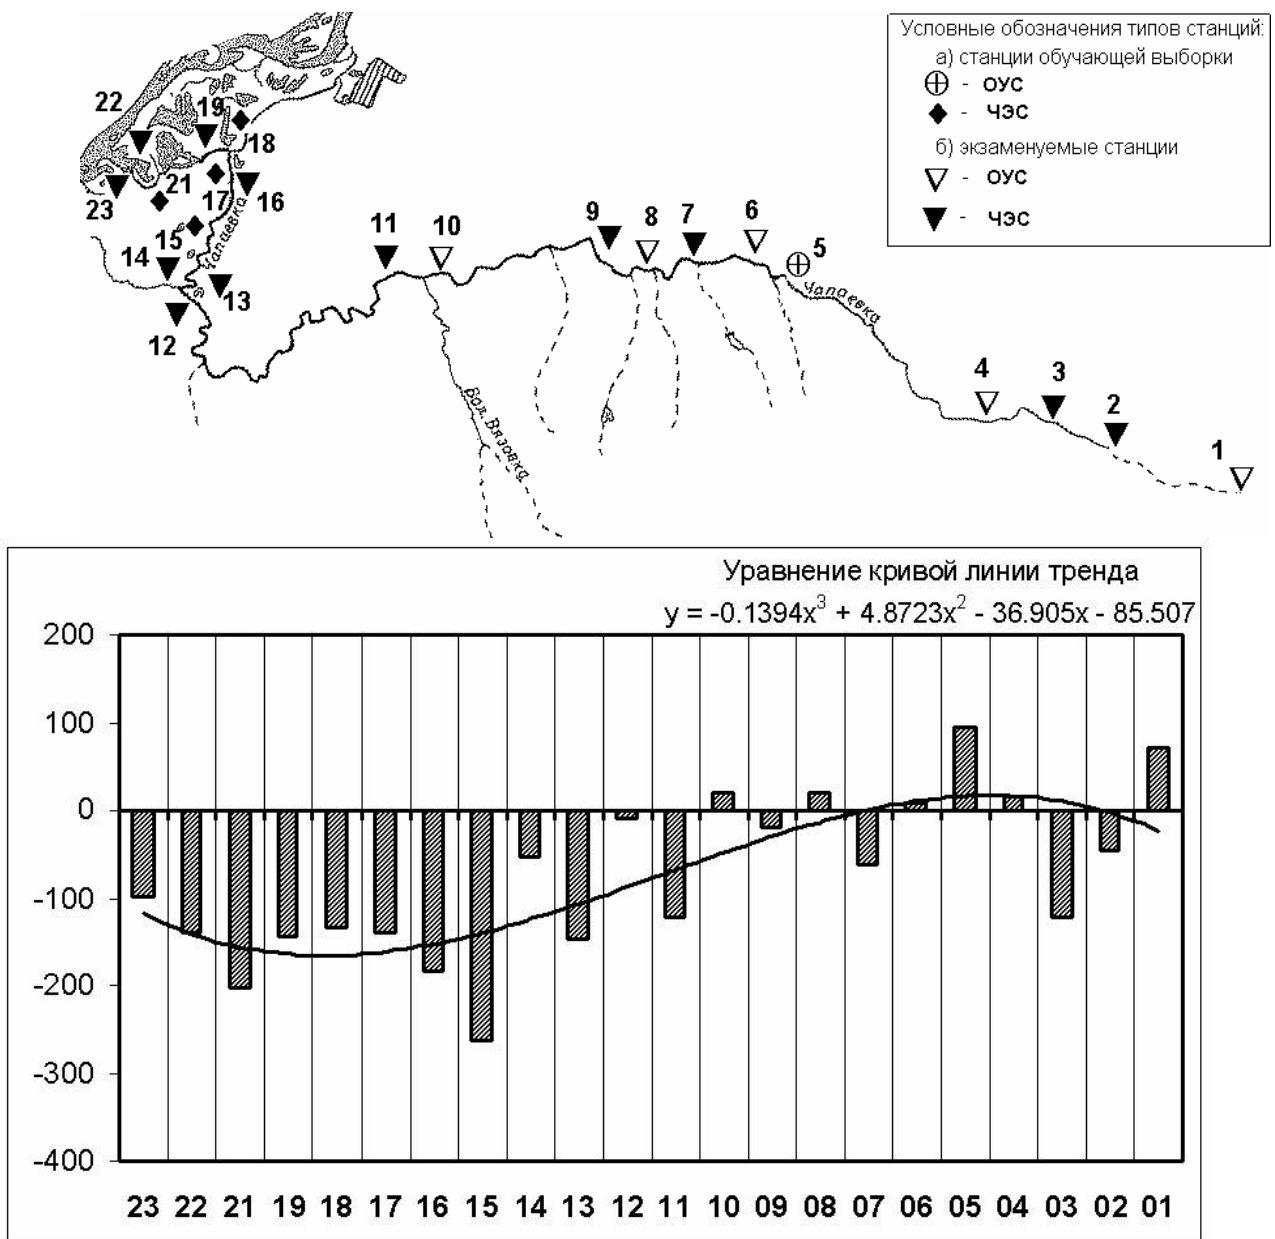 Условные обозначения типов станций:
а) станции обучающей выборки
- ОУС
- ЧЭС
б) экзаменуемые станции
- ОУС
- ЧЭС
22
19
18
21
17
23
16
15
14
13
12
Чапаевка
11
10
9
8
7
6
5
Чапаевка
4
3
2
1
Бол. Вязовка
Уравнение кривой линии тренда
y = -0.1394x³ + 4.8723x² - 36.905x - 85.507
200
100
0
-100
-200
-300
-400
23 22 21 19 18 17 16 15 14 13 12 11 10 09 08 07 06 05 04 03 02 01